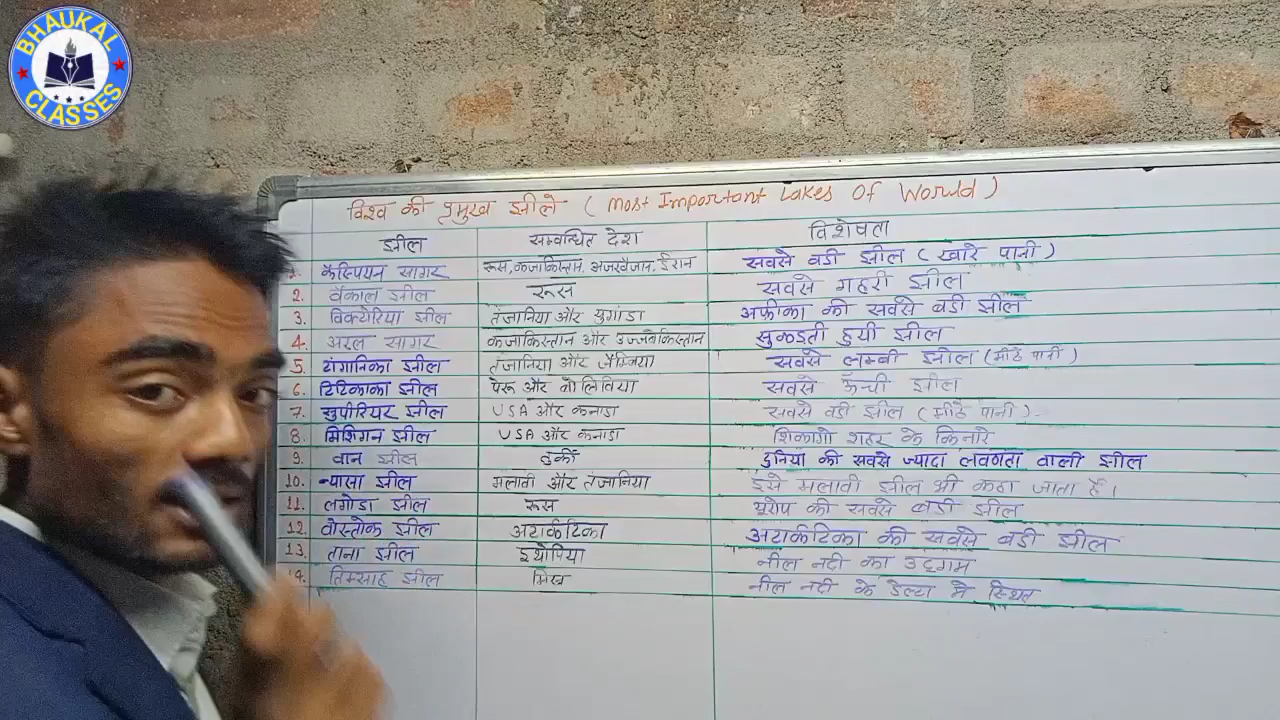 BHAUKAL
CLASSES
विश्व की प्रमुख झीले ( Most Important Lakes Of World )
झील सम्बन्धित देश विशेषता
1. कैस्पियन सागर रूस, कजाकिस्तान, अजरबैजान, ईरान सबसे बडी झील ( खारे पानी )
2. वैकाल झील रूस सबसे गहरी झील
3. विक्टोरिया झील तंजानिया और युगांडा अफ्रीका की सबसे बडी झील
4. अरल सागर कजाकिस्तान और उज्जबेकिस्तान सुकड़ती हुयी झील
5. टांगानिका झील तंजानिया और जैम्बिया सबसे लम्बी झील (मीठे पानी )
6. टिटिकाका झील पेरू और बोलिविया सबसे ऊँची झील
7. सुपीरियर झील USA और कनाडा सबसे बडी झील ( मीठे पानी )
8. मिशिगन झील USA और कनाडा शिकागो शहर के किनारे
9. वान झील तुर्की दुनिया की सबसे ज्यादा लवणता वाली झील
10. न्यासा झील मलावी और तंजानिया इसे मलावी झील भी कहा जाता है।
11. लगोडा झील रूस यूरोप की सबसे बडी झील
12. वोस्तोक झील अंटार्कटिका अंटार्कटिका की सबसे बडी झील
13. ताना झील इथोपिया नील नदी का उद्गम
14. तिम्साह झील मिस्र नील नदी के डेल्टा मे स्थित